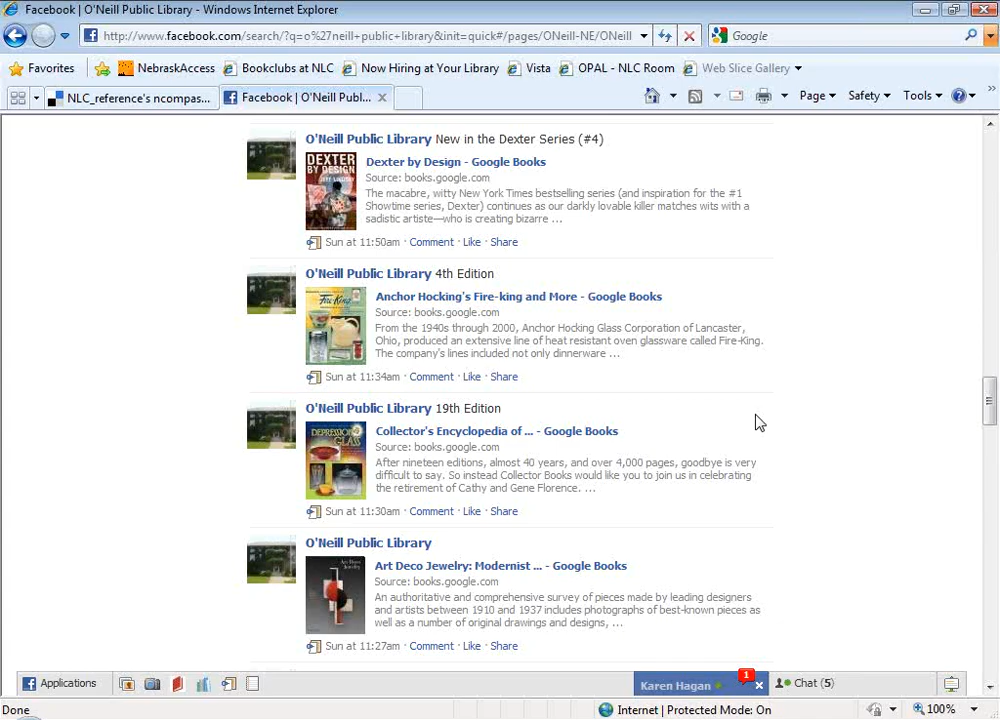 Facebook | O'Neill Public Library - Windows Internet Explorer
http://www.facebook.com/search/?q=o%27neill+public+library&init=quick#/pages/ONeill-NE/ONeill
Google
Favorites
NebraskAccess
Bookclubs at NLC
Now Hiring at Your Library
Vista
OPAL - NLC Room
Web Slice Gallery
NLC_reference's ncompass...
Facebook | O'Neill Publ...
Page
Safety
Tools
O'Neill Public Library New in the Dexter Series (#4)
DEXTER BY DESIGN
Dexter by Design - Google Books
Source: books.google.com
The macabre, witty New York Times bestselling series (and inspiration for the #1
Showtime series, Dexter) continues as our darkly lovable killer matches wits with a
sadistic artiste—who is creating bizarre ...
Sun at 11:50am · Comment · Like · Share
O'Neill Public Library 4th Edition
Fire-King
Anchor Hocking's Fire-king and More - Google Books
Source: books.google.com
From the 1940s through 2000, Anchor Hocking Glass Corporation of Lancaster,
Ohio, produced an extensive line of heat resistant oven glassware called Fire-King.
The company's lines included not only dinnerware ...
Sun at 11:34am · Comment · Like · Share
O'Neill Public Library 19th Edition
DEPRESSION GLASS
Collector's Encyclopedia of ... - Google Books
Source: books.google.com
After nineteen editions, almost 40 years, and over 4,000 pages, goodbye is very
difficult to say. So instead Collector Books would like you to join us in celebrating
the retirement of Cathy and Gene Florence. ...
Sun at 11:30am · Comment · Like · Share
O'Neill Public Library
Art Deco Jewelry
Art Deco Jewelry: Modernist ... - Google Books
Source: books.google.com
An authoritative and comprehensive survey of pieces made by leading designers
and artists between 1910 and 1937 includes photographs of best-known pieces as
well as a number of original drawings and designs, ...
Sun at 11:27am · Comment · Like · Share
Applications
Karen Hagan
1
Chat (5)
Done
Internet | Protected Mode: On
100%